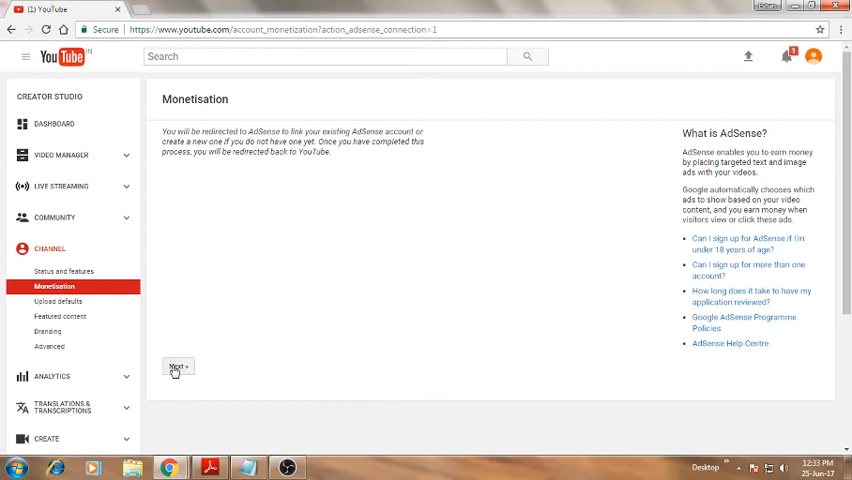 (1) YouTube
Ethan
Secure
https://www.youtube.com/account_monetization?action_adsense_connection=1
YouTube IN
Search
1
CREATOR STUDIO
DASHBOARD
VIDEO MANAGER
LIVE STREAMING
COMMUNITY
CHANNEL
Status and features
Monetisation
Upload defaults
Featured content
Branding
Advanced
ANALYTICS
TRANSLATIONS &
TRANSCRIPTIONS
CREATE
Monetisation
You will be redirected to AdSense to link your existing AdSense account or
create a new one if you do not have one yet. Once you have completed this
process, you will be redirected back to YouTube.
Next »
What is AdSense?
AdSense enables you to earn money
by placing targeted text and image
ads with your videos.
Google automatically chooses which
ads to show based on your video
content, and you earn money when
visitors view or click these ads.
Can I sign up for AdSense if I'm
under 18 years of age?
Can I sign up for more than one
account?
How long does it take to have my
application reviewed?
Google AdSense Programme
Policies
AdSense Help Centre
Desktop
12:33 PM
25-Jun-17